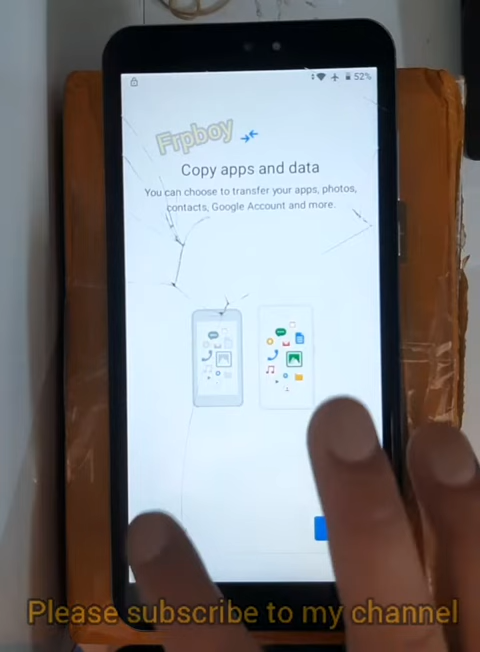 52%
Frpboy
Copy apps and data
You can choose to transfer your apps, photos,
contacts, Google Account and more.
Please subscribe to my channel